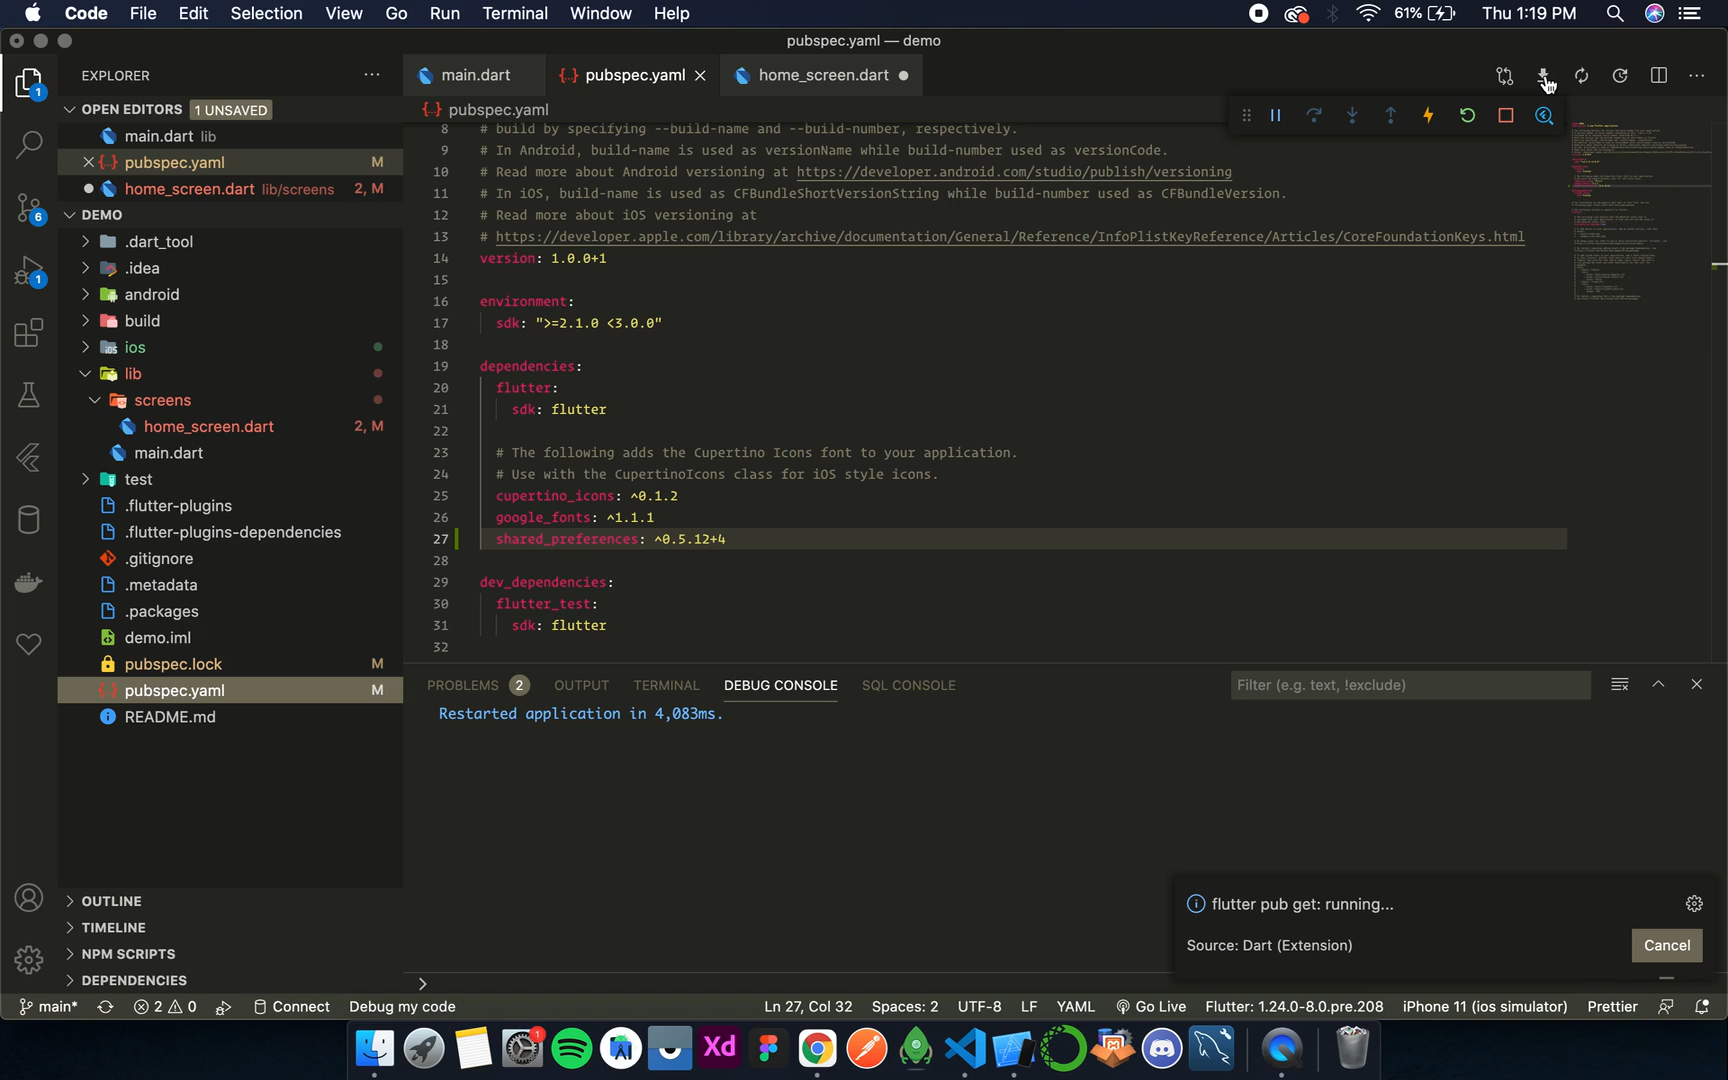 Code File Edit Selection View Go Run Terminal Window Help 61% Thu 1:19 PM
pubspec.yaml — demo
EXPLORER
main.dart pubspec.yaml home_screen.dart
OPEN EDITORS 1 UNSAVED
main.dart lib
pubspec.yaml M
home_screen.dart lib/screens 2, M
DEMO
.dart_tool
.idea
android
build
ios
lib
screens
home_screen.dart 2, M
main.dart
test
.flutter-plugins
.flutter-plugins-dependencies
.gitignore
.metadata
.packages
demo.iml
pubspec.lock M
pubspec.yaml M
README.md
OUTLINE
TIMELINE
NPM SCRIPTS
DEPENDENCIES
1
6
1
pubspec.yaml
8 # build by specifying --build-name and --build-number, respectively.
9 # In Android, build-name is used as versionName while build-number used as versionCode.
10 # Read more about Android versioning at https://developer.android.com/studio/publish/versioning
11 # In iOS, build-name is used as CFBundleShortVersionString while build-number used as CFBundleVersion.
12 # Read more about iOS versioning at
13 # https://developer.apple.com/library/archive/documentation/General/Reference/InfoPlistKeyReference/Articles/CoreFoundationKeys.html
14 version: 1.0.0+1
15
16 environment:
17 sdk: ">=2.1.0 <3.0.0"
18
19 dependencies:
20 flutter:
21 sdk: flutter
22
23 # The following adds the Cupertino Icons font to your application.
24 # Use with the CupertinoIcons class for iOS style icons.
25 cupertino_icons: ^0.1.2
26 google_fonts: ^1.1.1
27 shared_preferences: ^0.5.12+4
28
29 dev_dependencies:
30 flutter_test:
31 sdk: flutter
32
PROBLEMS 2 OUTPUT TERMINAL DEBUG CONSOLE SQL CONSOLE Filter (e.g. text, !exclude)
Restarted application in 4,083ms.
flutter pub get: running...
Source: Dart (Extension) Cancel
main* 2 0 Connect Debug my code Ln 27, Col 32 Spaces: 2 UTF-8 LF YAML Go Live Flutter: 1.24.0-8.0.pre.208 iPhone 11 (ios simulator) Prettier
1
Xd